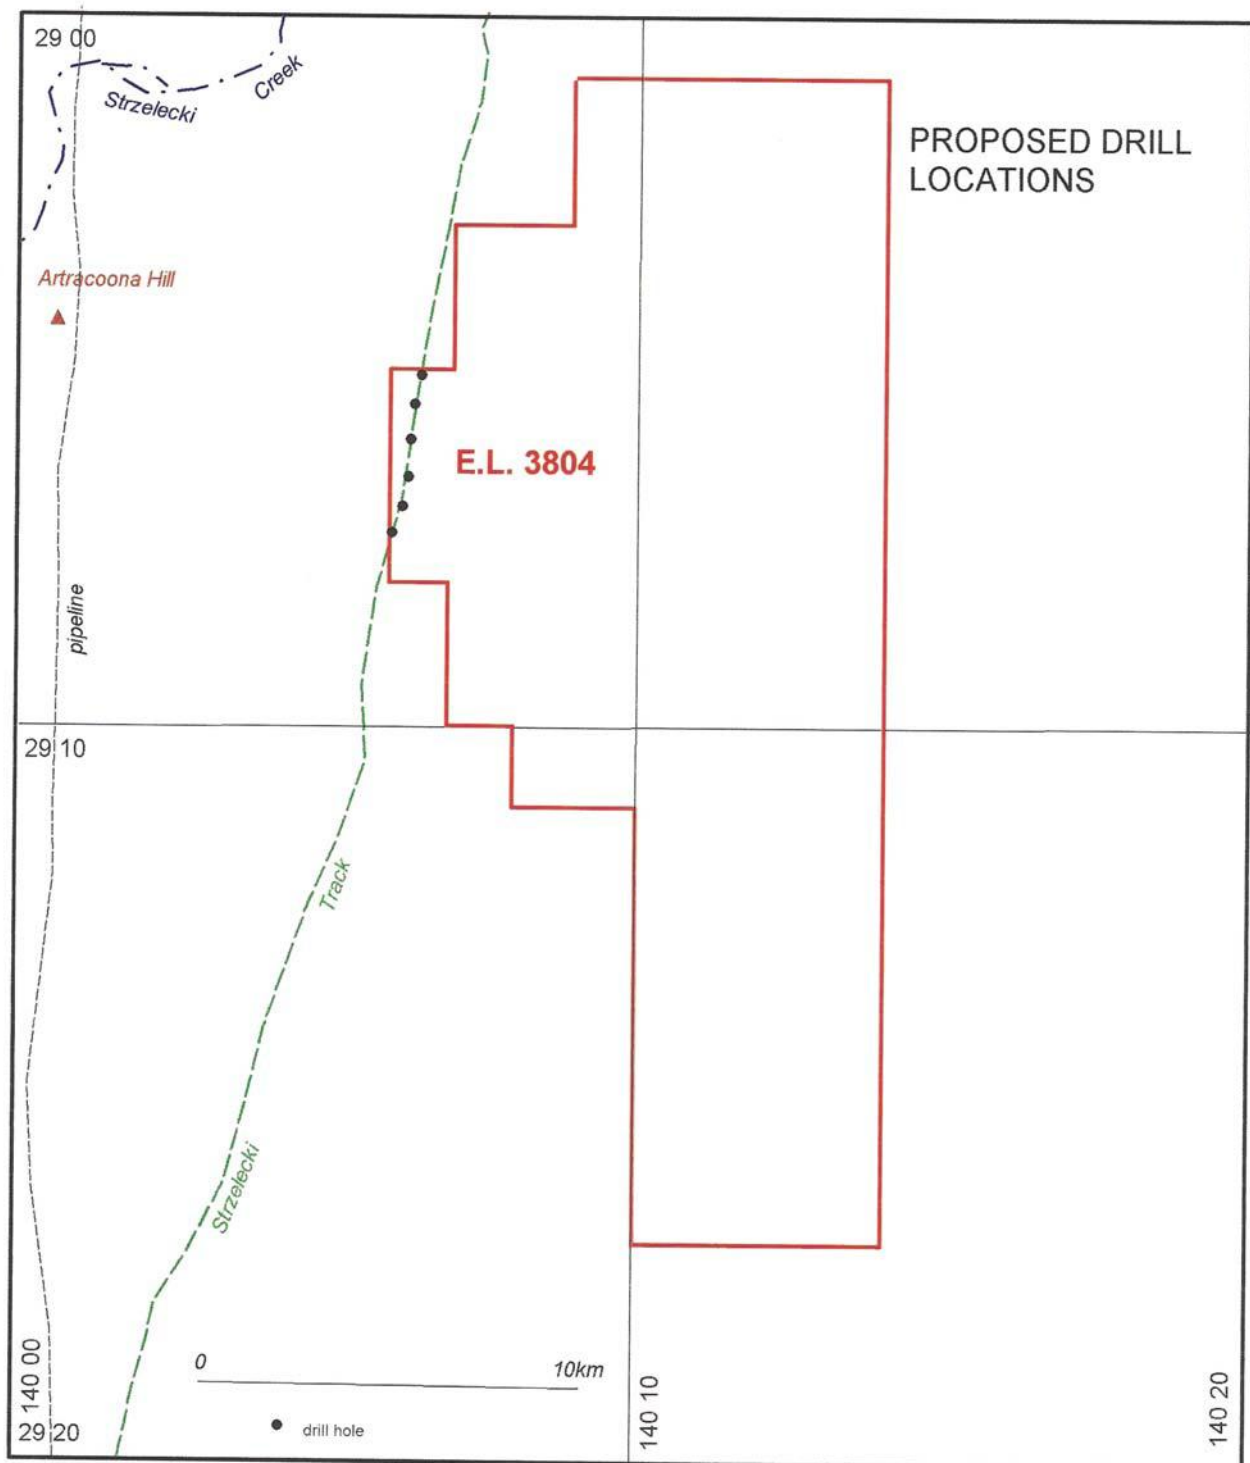 29 00
Strzelecki
Creek
PROPOSED DRILL
LOCATIONS
Artracoona Hill
E.L. 3804
pipeline
29 10
Track
Strzelecki
0
10km
drill hole
140 00
29 20
140 10
140 20